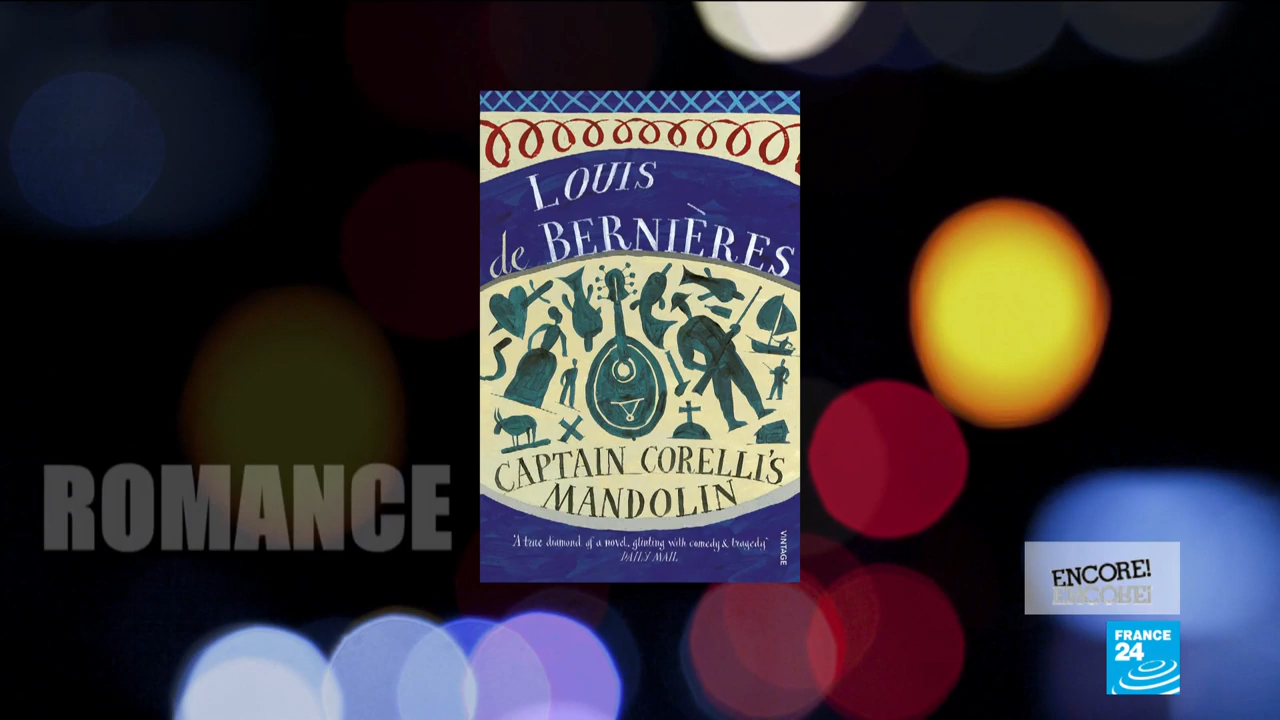 LOUIS
de BERNIÈRES
CAPTAIN CORELLI'S
MANDOLIN
'A true diamond of a novel, glinting with comedy & tragedy'
DAILY MAIL
VINTAGE
ROMANCE
ENCORE!
ENCORE!
FRANCE
24